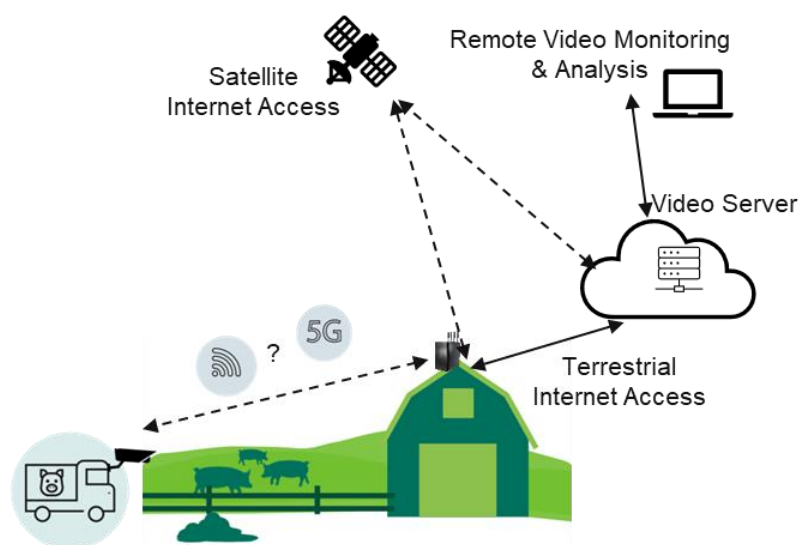 Remote Video Monitoring
& Analysis
Satellite
Internet Access
Video Server
5G
?
Terrestrial
Internet Access